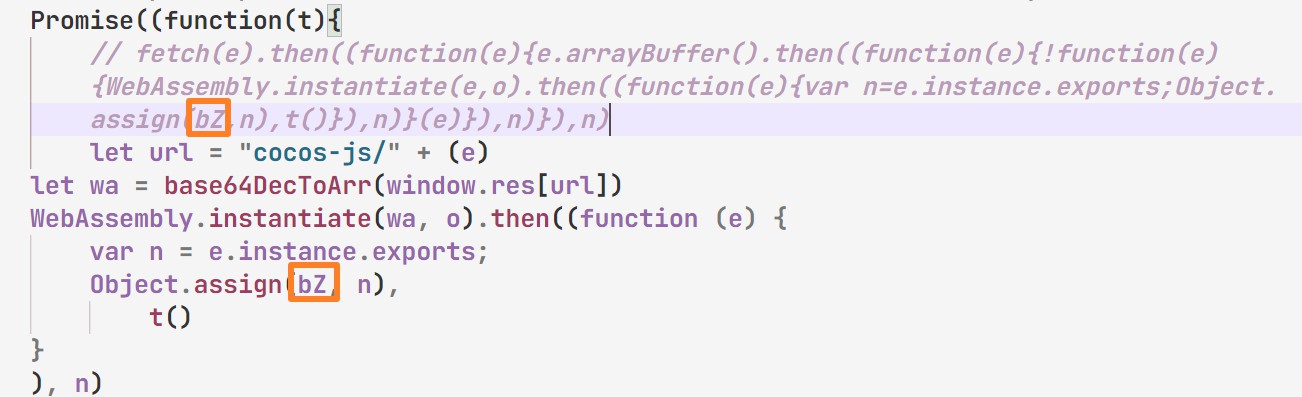 Promise((function(t){
// fetch(e).then((function(e){e.arrayBuffer().then((function(e){!function(e)
{WebAssembly.instantiate(e,o).then((function(e){var n=e.instance.exports;Object.
assign(bZ,n),t()}),n)}(e)}),n)}),n)
let url = "cocos-js/" + (e)
let wa = base64DecToArr(window.res[url])
WebAssembly.instantiate(wa, o).then((function (e) {
var n = e.instance.exports;
Object.assign(bZ, n),
t()
}
), n)